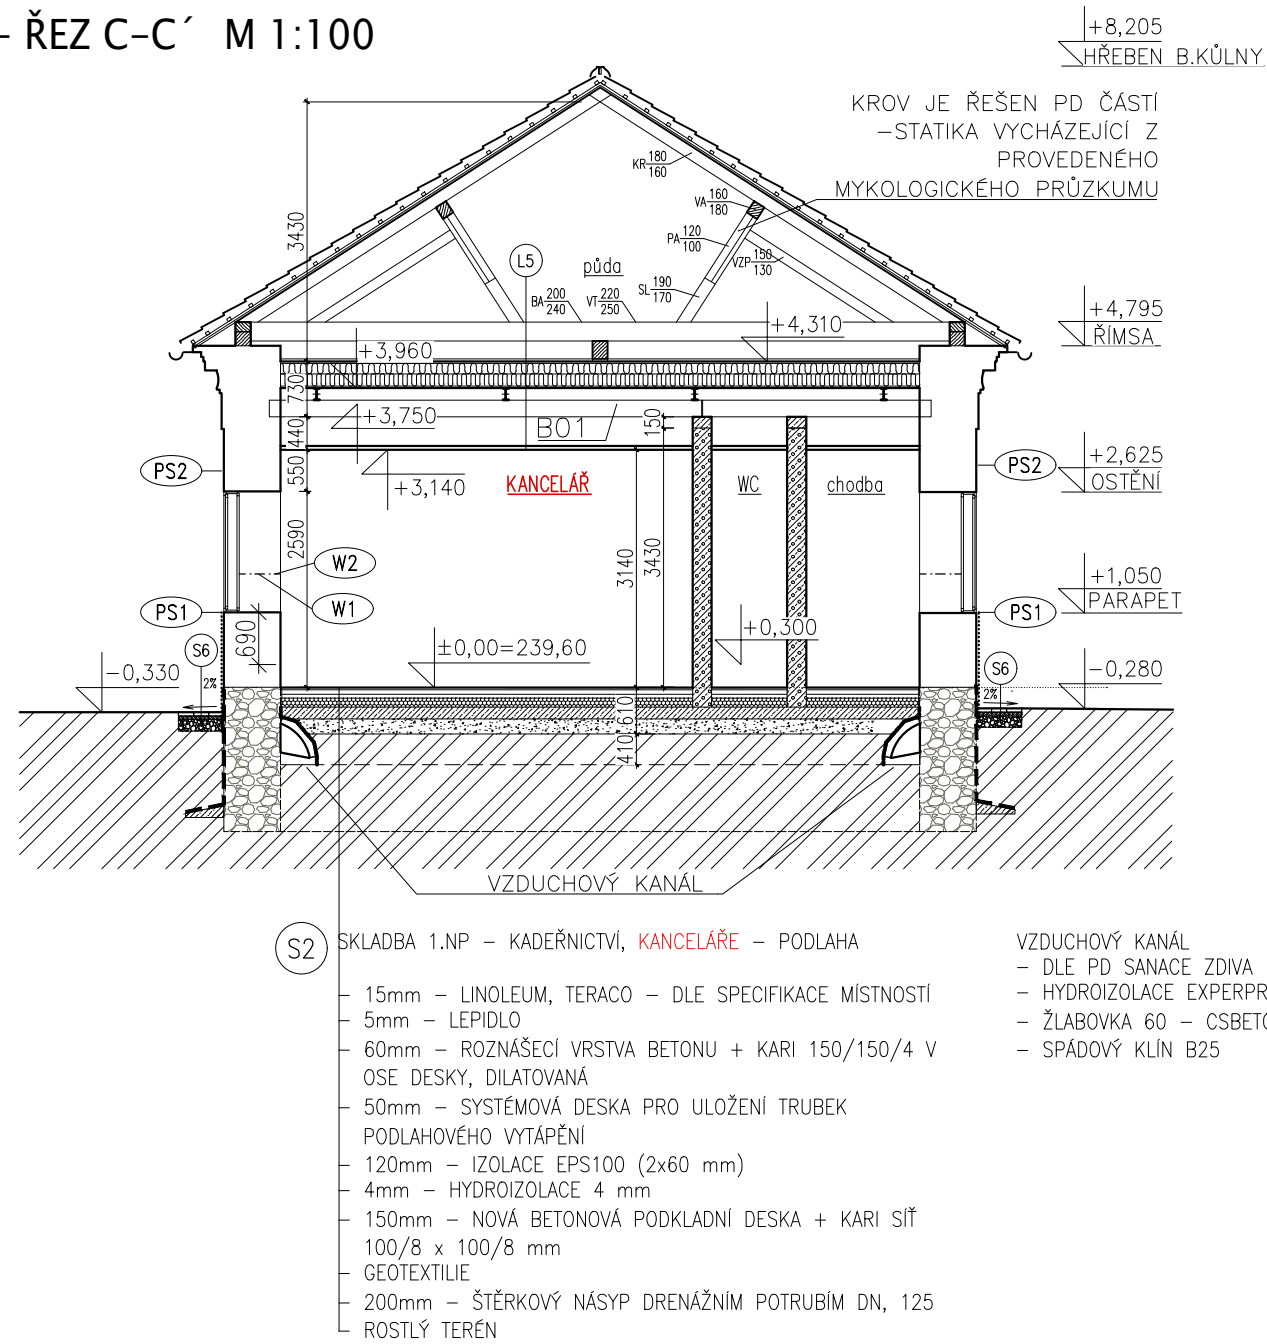 - ŘEZ C-C´ M 1:100
+8,205
HŘEBEN B.KŮLNY
KROV JE ŘEŠEN PD ČÁSTÍ
-STATIKA VYCHÁZEJÍCÍ Z
PROVEDENÉHO
MYKOLOGICKÉHO PRŮZKUMU
KR 180
160
VA 160
180
PA 120
100
VZP 150
130
SL 190
170
BA 200
240
VT 220
250
3430
L5
půda
+4,310
+4,795
ŘÍMSA
+3,960
730
+3,750
440
BO1
150
550
PS2
+3,140
KANCELÁŘ
WC
chodba
PS2
+2,625
OSTĚNÍ
2590
3140
3430
W2
W1
+1,050
PARAPET
PS1
PS1
690
+0,300
±0,00=239,60
S6
2%
-0,330
S6
2%
-0,280
610
410
VZDUCHOVÝ KANÁL
S2
SKLADBA 1.NP - KADEŘNICTVÍ, KANCELÁŘE - PODLAHA
- 15mm - LINOLEUM, TERACO - DLE SPECIFIKACE MÍSTNOSTÍ
- 5mm - LEPIDLO
- 60mm - ROZNÁŠECÍ VRSTVA BETONU + KARI 150/150/4 V
OSE DESKY, DILATOVANÁ
- 50mm - SYSTÉMOVÁ DESKA PRO ULOŽENÍ TRUBEK
PODLAHOVÉHO VYTÁPĚNÍ
- 120mm - IZOLACE EPS100 (2x60 mm)
- 4mm - HYDROIZOLACE 4 mm
- 150mm - NOVÁ BETONOVÁ PODKLADNÍ DESKA + KARI SÍŤ
100/8 x 100/8 mm
- GEOTEXTILIE
- 200mm - ŠTĚRKOVÝ NÁSYP DRENÁŽNÍM POTRUBÍM DN, 125
- ROSTLÝ TERÉN
VZDUCHOVÝ KANÁL
- DLE PD SANACE ZDIVA
- HYDROIZOLACE EXPERPR
- ŽLABOVKA 60 - CSBETO
- SPÁDOVÝ KLÍN B25